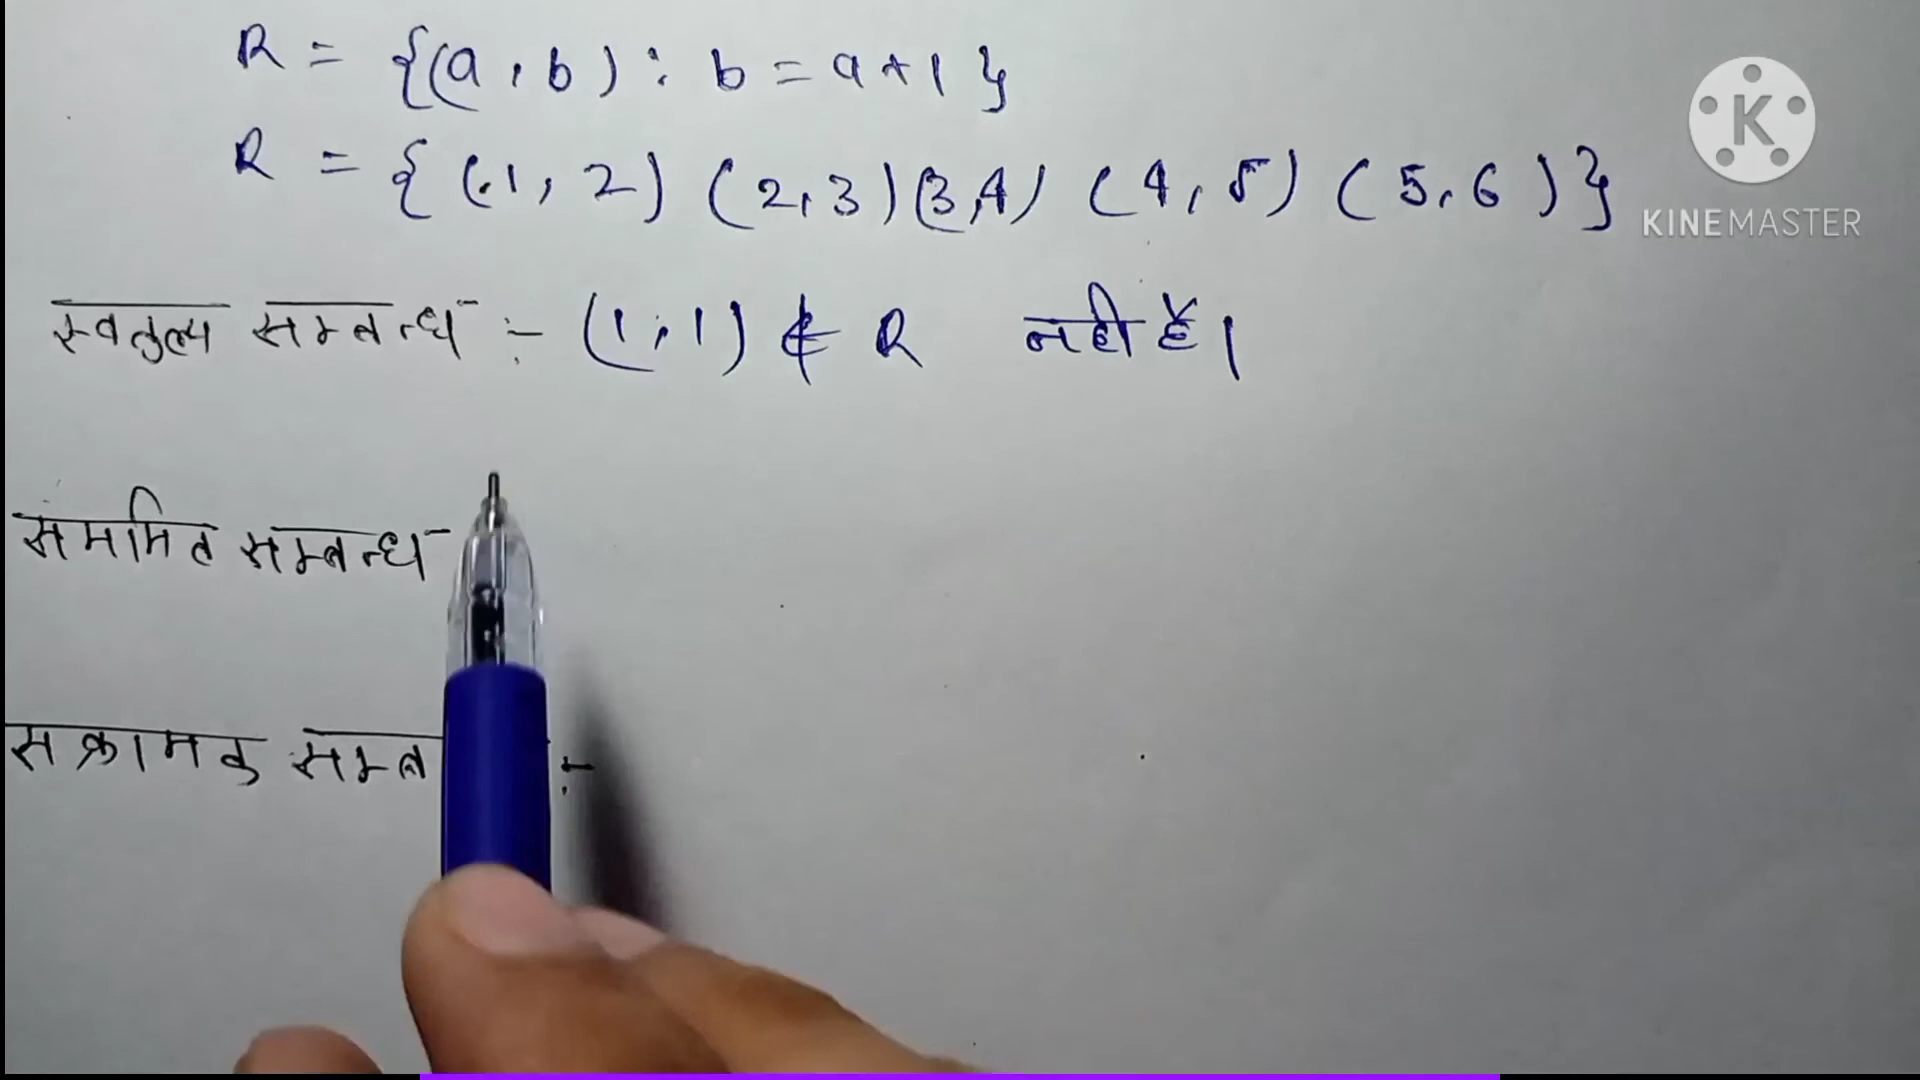 R = {(a, b) : b = a + 1}
R = {(1, 2) (2, 3) (3, 4) (4, 5) (5, 6)}
K
KINEMASTER
स्वतुल्य सम्बन्ध :- (1, 1) ∉ R नहीं है।
सममित सम्बन्ध
सक्रामक सम्ब :-